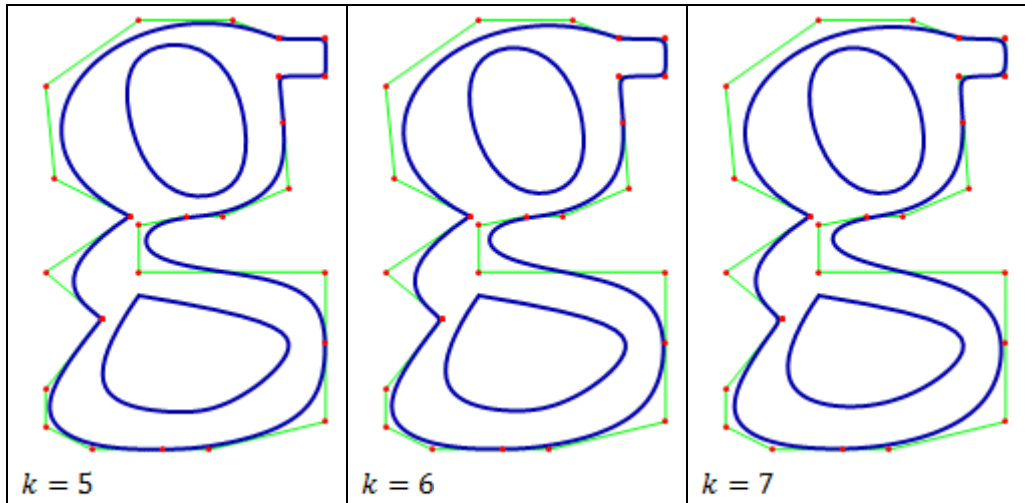 k = 5
k = 6
k = 7